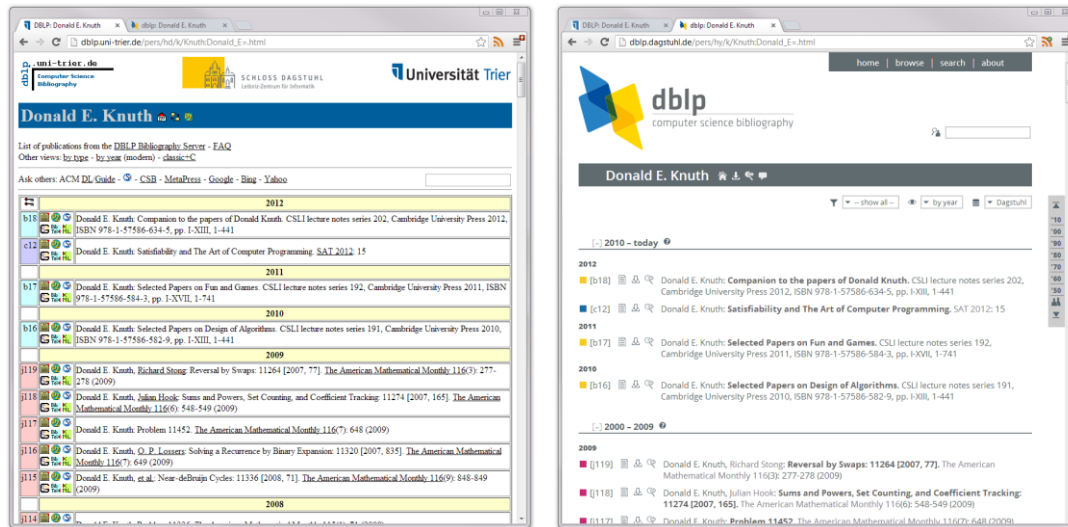 DBLP: Donald E. Knuth
dblp: Donald E. Knuth
dblp.uni-trier.de/pers/hd/k/Knuth:Donald_E=.html
dblp.uni-trier.de
Computer Science
Bibliography
SCHLOSS DAGSTUHL
Leibniz-Zentrum für Informatik
Universität Trier
Donald E. Knuth
List of publications from the DBLP Bibliography Server - FAQ
Other views: by type - by year (modern) - classic+C
Ask others: ACM DL/Guide - - CSB - MetaPress - Google - Bing - Yahoo
2012
b18 Donald E. Knuth: Companion to the papers of Donald Knuth. CSLI lecture notes series 202, Cambridge University Press 2012,
ISBN 978-1-57586-634-5, pp. I-XIII, 1-441
c12 Donald E. Knuth: Satisfiability and The Art of Computer Programming. SAT 2012: 15
2011
b17 Donald E. Knuth: Selected Papers on Fun and Games. CSLI lecture notes series 192, Cambridge University Press 2011, ISBN
978-1-57586-584-3, pp. I-XVII, 1-741
2010
b16 Donald E. Knuth: Selected Papers on Design of Algorithms. CSLI lecture notes series 191, Cambridge University Press 2010,
ISBN 978-1-57586-582-9, pp. I-XIII, 1-441
2009
j119 Donald E. Knuth, Richard Stong: Reversal by Swaps: 11264 [2007, 77]. The American Mathematical Monthly 116(3): 277-
278 (2009)
j118 Donald E. Knuth, Julian Hook: Sums and Powers, Set Counting, and Coefficient Tracking: 11274 [2007, 165]. The American
Mathematical Monthly 116(6): 548-549 (2009)
j117 Donald E. Knuth: Problem 11452. The American Mathematical Monthly 116(7): 648 (2009)
j116 Donald E. Knuth, O. P. Lossers: Solving a Recurrence by Binary Expansion: 11320 [2007, 835]. The American Mathematical
Monthly 116(7): 649 (2009)
j115 Donald E. Knuth, et al.: Near-deBruijn Cycles: 11336 [2008, 71]. The American Mathematical Monthly 116(9): 848-849
(2009)
2008
j114
DBLP: Donald E. Knuth
dblp: Donald E. Knuth
dblp.dagstuhl.de/pers/hy/k/Knuth:Donald_E=.html
home | browse | search | about
dblp
computer science bibliography
Donald E. Knuth
-- show all --
by year
Dagstuhl
[-] 2010 – today
'10
'00
'90
'80
'70
'60
'50
2012
[b18] Donald E. Knuth: Companion to the papers of Donald Knuth. CSLI lecture notes series 202,
Cambridge University Press 2012, ISBN 978-1-57586-634-5, pp. I-XIII, 1-441
[c12] Donald E. Knuth: Satisfiability and The Art of Computer Programming. SAT 2012: 15
2011
[b17] Donald E. Knuth: Selected Papers on Fun and Games. CSLI lecture notes series 192,
Cambridge University Press 2011, ISBN 978-1-57586-584-3, pp. I-XVII, 1-741
2010
[b16] Donald E. Knuth: Selected Papers on Design of Algorithms. CSLI lecture notes series 191,
Cambridge University Press 2010, ISBN 978-1-57586-582-9, pp. I-XIII, 1-441
[-] 2000 – 2009
2009
[j119] Donald E. Knuth, Richard Stong: Reversal by Swaps: 11264 [2007, 77]. The American
Mathematical Monthly 116(3): 277-278 (2009)
[j118] Donald E. Knuth, Julian Hook: Sums and Powers, Set Counting, and Coefficient Tracking:
11274 [2007, 165]. The American Mathematical Monthly 116(6): 548-549 (2009)
[j117] Donald E. Knuth: Problem 11452. The American Mathematical Monthly 116(7): 648 (2009)